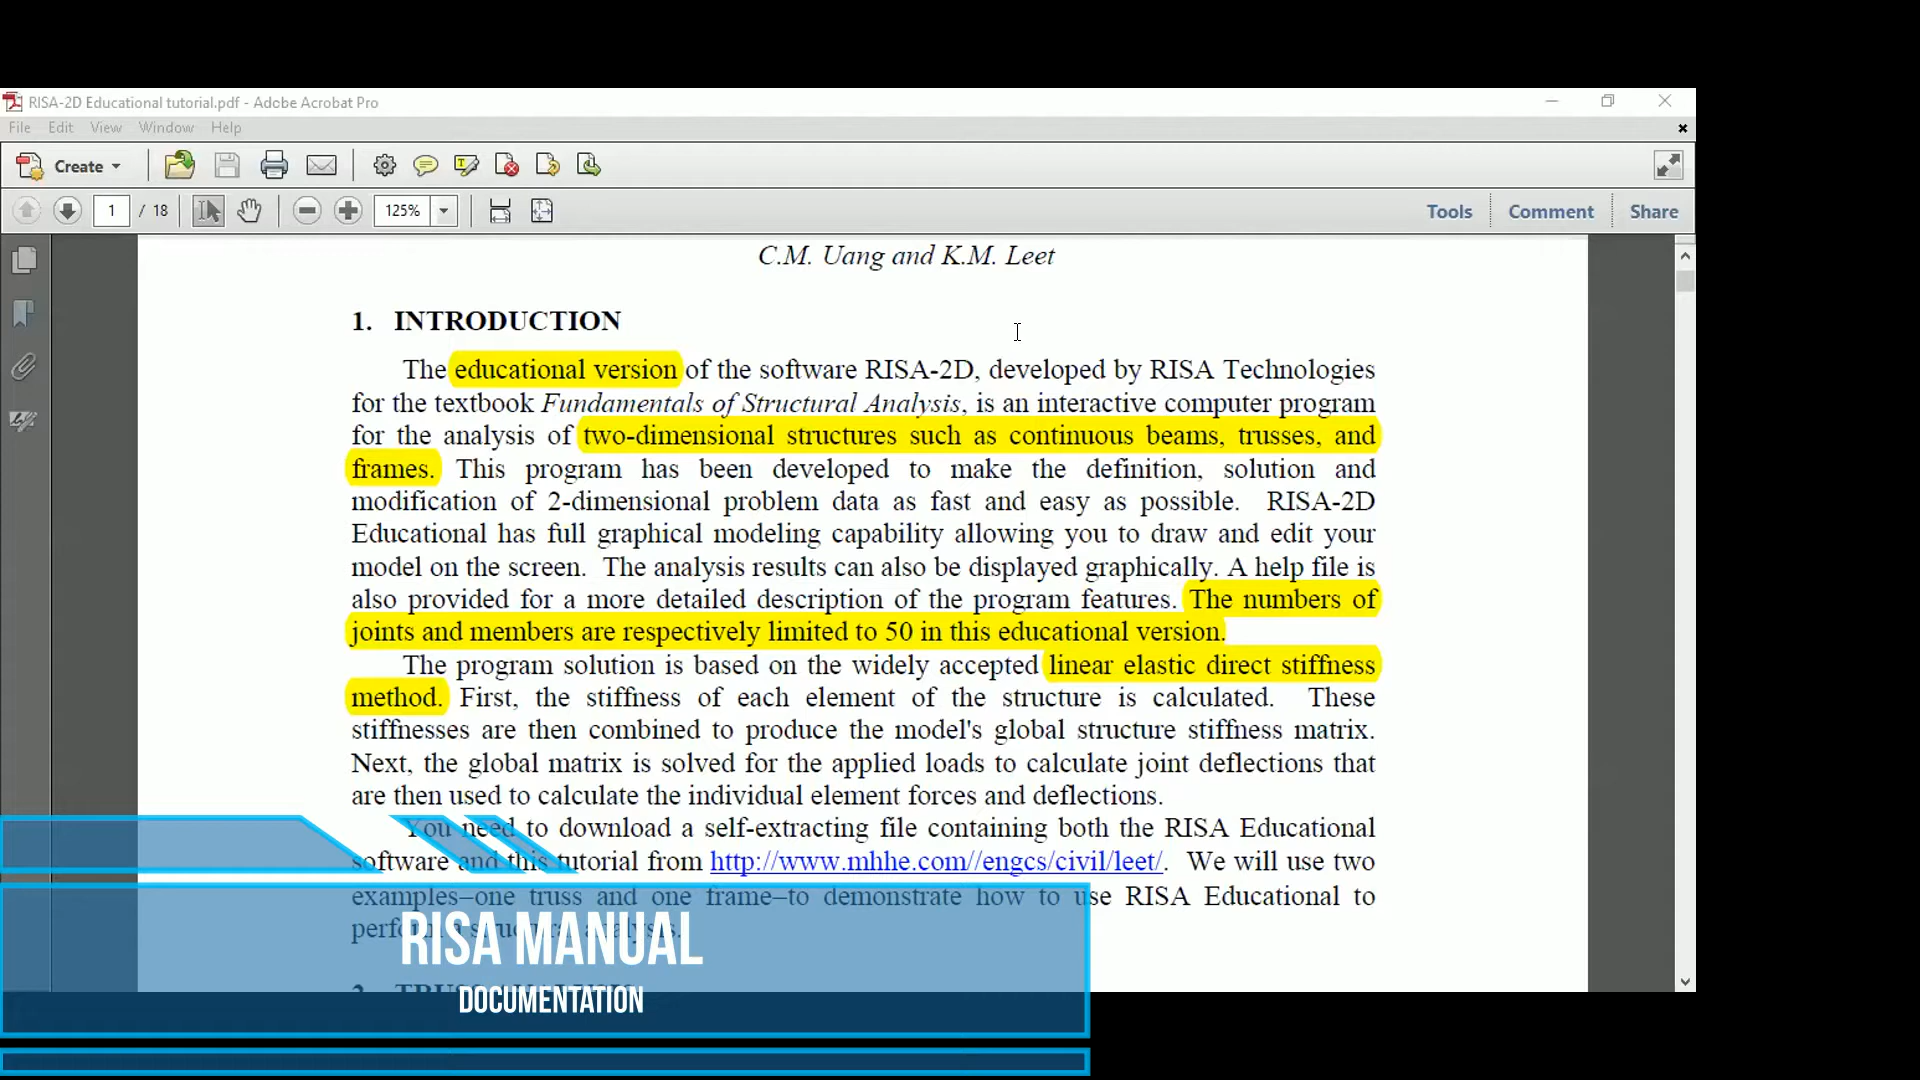 RISA-2D Educational tutorial.pdf - Adobe Acrobat Pro
File Edit View Window Help
Create
1 / 18 125% Tools Comment Share
C.M. Uang and K.M. Leet
1. INTRODUCTION
The educational version of the software RISA-2D, developed by RISA Technologies
for the textbook Fundamentals of Structural Analysis, is an interactive computer program
for the analysis of two-dimensional structures such as continuous beams, trusses, and
frames. This program has been developed to make the definition, solution and
modification of 2-dimensional problem data as fast and easy as possible. RISA-2D
Educational has full graphical modeling capability allowing you to draw and edit your
model on the screen. The analysis results can also be displayed graphically. A help file is
also provided for a more detailed description of the program features. The numbers of
joints and members are respectively limited to 50 in this educational version.
The program solution is based on the widely accepted linear elastic direct stiffness
method. First, the stiffness of each element of the structure is calculated. These
stiffnesses are then combined to produce the model's global structure stiffness matrix.
Next, the global matrix is solved for the applied loads to calculate joint deflections that
are then used to calculate the individual element forces and deflections.
You need to download a self-extracting file containing both the RISA Educational
software and this tutorial from http://www.mhhe.com//engcs/civil/leet/. We will use two
examples–one truss and one frame–to demonstrate how to use RISA Educational to
RISA MANUAL
DOCUMENTATION